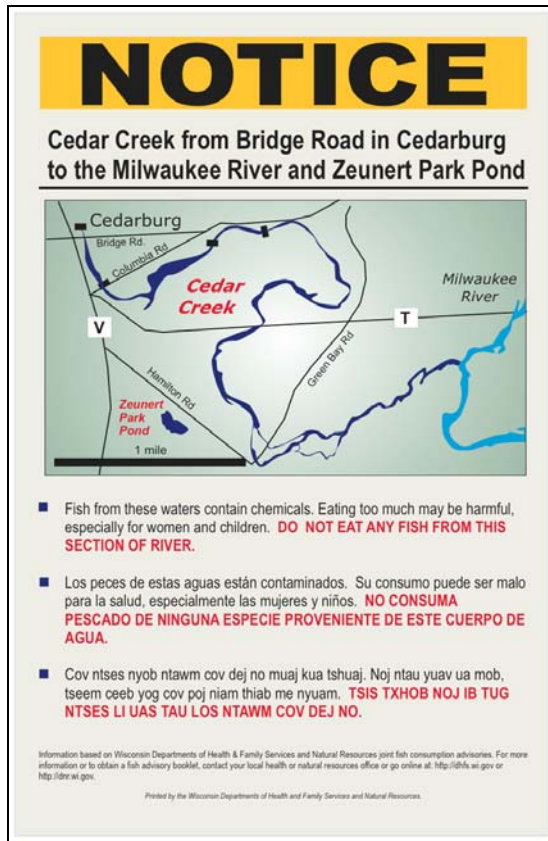 NOTICE
Cedar Creek from Bridge Road in Cedarburg
to the Milwaukee River and Zeunert Park Pond
Cedarburg
Bridge Rd.
Columbia Rd
Cedar
Creek
Milwaukee
River
V
T
Hamilton Rd
Green Bay Rd
Zeunert
Park
Pond
1 mile
Fish from these waters contain chemicals. Eating too much may be harmful,
especially for women and children. DO NOT EAT ANY FISH FROM THIS
SECTION OF RIVER.
Los peces de estas aguas están contaminados. Su consumo puede ser malo
para la salud, especialmente las mujeres y niños. NO CONSUMA
PESCADO DE NINGUNA ESPECIE PROVENIENTE DE ESTE CUERPO DE
AGUA.
Cov ntses nyob ntawm cov dej no muaj kua tshuaj. Noj ntau yuav ua mob,
tseem ceeb yog cov poj niam thiab me nyuam. TSIS TXHOB NOJ IB TUG
NTSES LI UAS TAU LOS NTAWM COV DEJ NO.
Information based on Wisconsin Departments of Health & Family Services and Natural Resources joint fish consumption advisories. For more
information or to obtain a fish advisory booklet, contact your local health or natural resources office or go online at: http://dhfs.wi.gov or
http://dnr.wi.gov.
Printed by the Wisconsin Departments of Health and Family Services and Natural Resources.